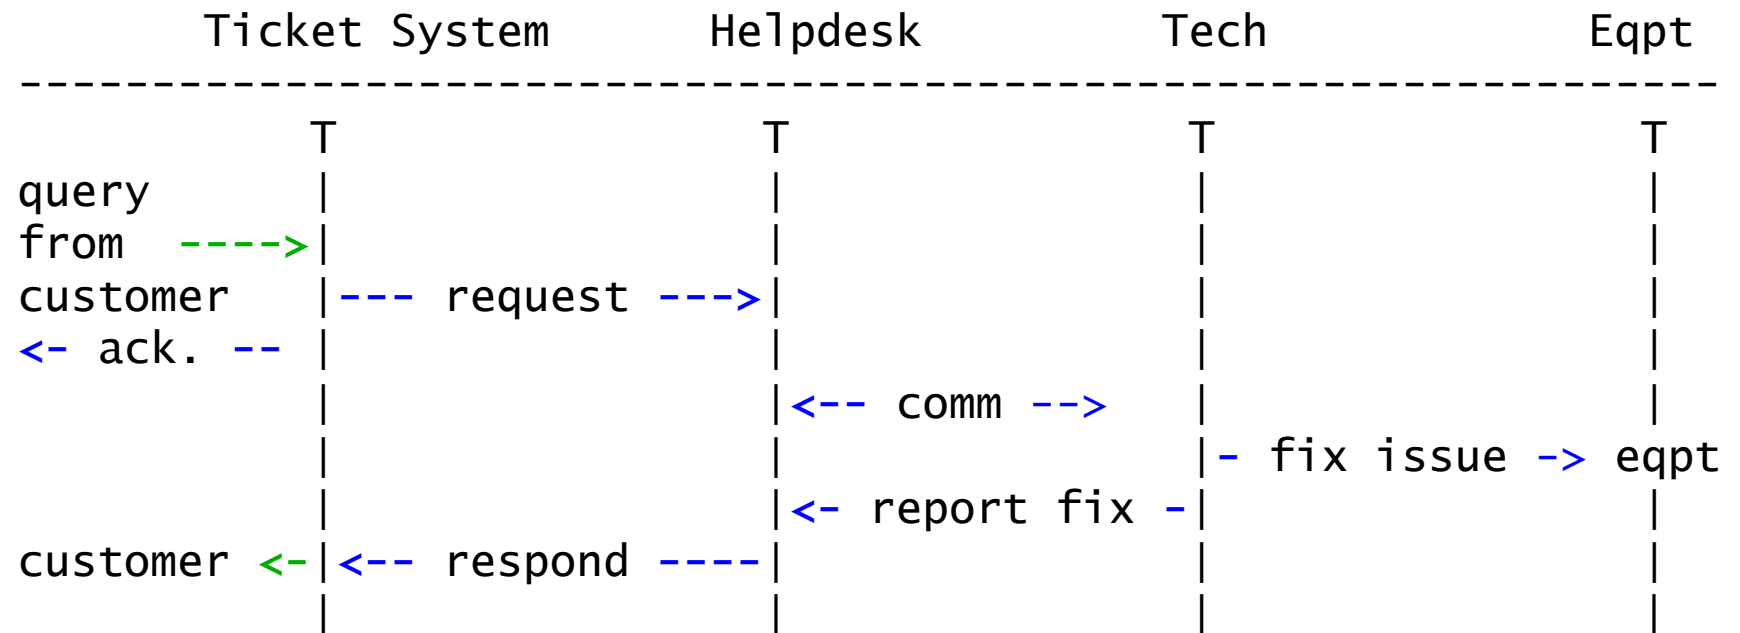 Ticket System Helpdesk Tech Eqpt
-----------------------------------------------------------------
T T T T
query | | | |
from ---->| | | |
customer |--- request --->| | |
<- ack. -- | | | |
| |<-- comm --> | |
| | |- fix issue -> eqpt
| |<- report fix -| |
customer <-|<-- respond ----| | |
| | | |